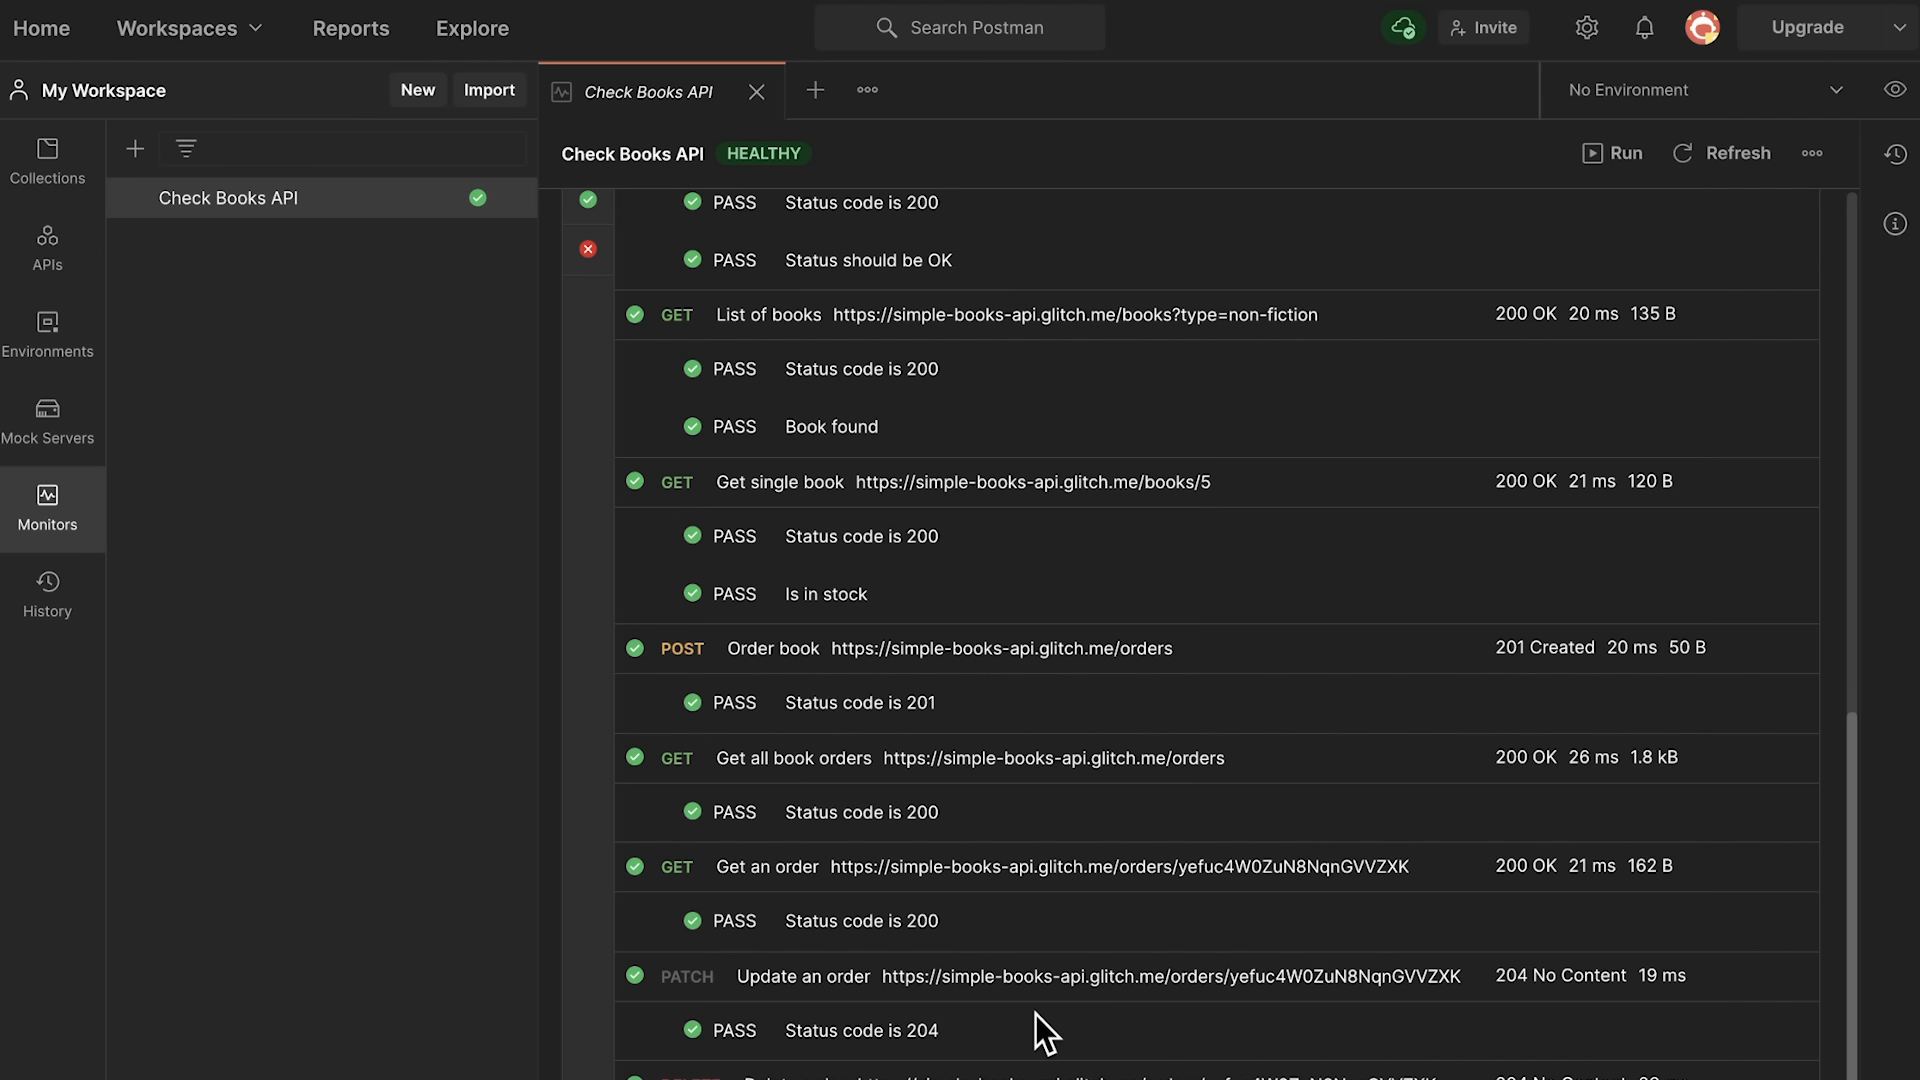 Home Workspaces Reports Explore Search Postman Invite Upgrade
My Workspace New Import Check Books API No Environment
Collections
APIs
Environments
Mock Servers
Monitors
History
Check Books API
Check Books API HEALTHY Run Refresh
PASS Status code is 200
PASS Status should be OK
GET List of books https://simple-books-api.glitch.me/books?type=non-fiction 200 OK 20 ms 135 B
PASS Status code is 200
PASS Book found
GET Get single book https://simple-books-api.glitch.me/books/5 200 OK 21 ms 120 B
PASS Status code is 200
PASS Is in stock
POST Order book https://simple-books-api.glitch.me/orders 201 Created 20 ms 50 B
PASS Status code is 201
GET Get all book orders https://simple-books-api.glitch.me/orders 200 OK 26 ms 1.8 kB
PASS Status code is 200
GET Get an order https://simple-books-api.glitch.me/orders/yefuc4W0ZuN8NqnGVVZXK 200 OK 21 ms 162 B
PASS Status code is 200
PATCH Update an order https://simple-books-api.glitch.me/orders/yefuc4W0ZuN8NqnGVVZXK 204 No Content 19 ms
PASS Status code is 204